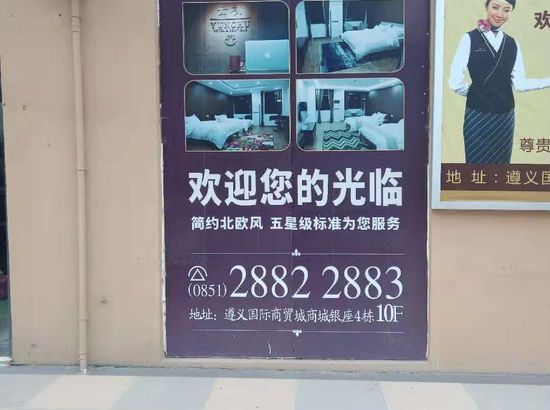 YUNCHU
欢迎您的光临
简约北欧风 五星级标准为您服务
(0851) 2882 2883
地址：遵义国际商贸城商城银座4栋10F
欢
尊贵
地 址：遵义国